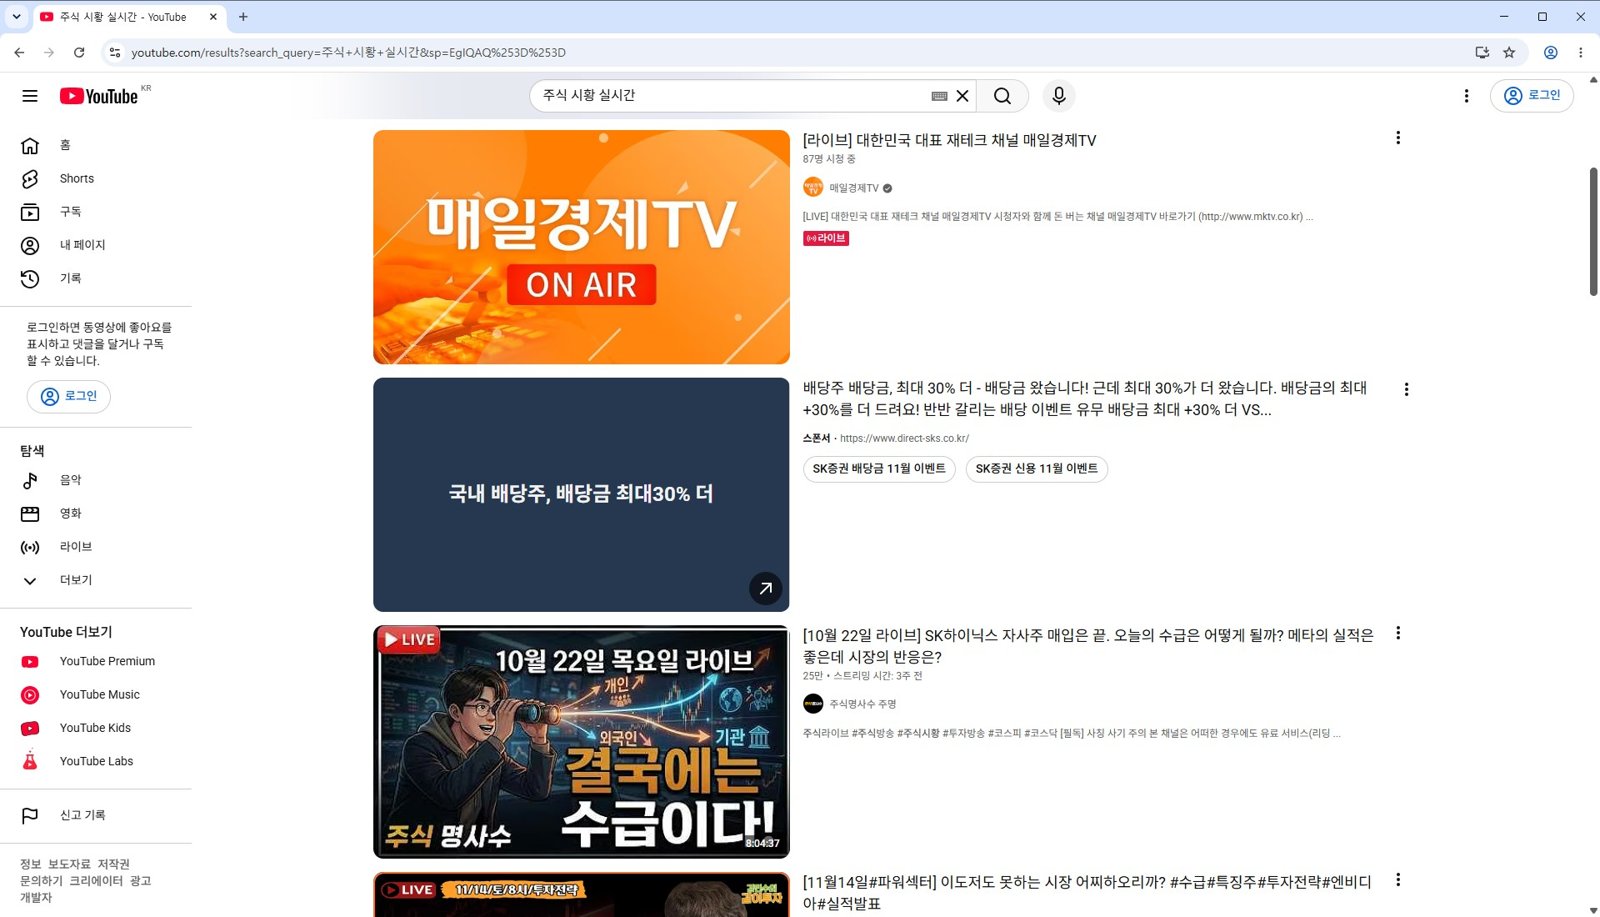 주식 시황 실시간 - YouTube
youtube.com/results?search_query=주식+시황+실시간&sp=EgIQAQ%253D%253D
YouTube KR
주식 시황 실시간
로그인
홈
Shorts
구독
내 페이지
기록
로그인하면 동영상에 좋아요를
표시하고 댓글을 달거나 구독
할 수 있습니다.
로그인
탐색
음악
영화
라이브
더보기
YouTube 더보기
YouTube Premium
YouTube Music
YouTube Kids
YouTube Labs
신고 기록
정보 보도자료 저작권
문의하기 크리에이터 광고
개발자
매일경제TV
ON AIR
[라이브] 대한민국 대표 재테크 채널 매일경제TV
87명 시청 중
매일경제TV
[LIVE] 대한민국 대표 재테크 채널 매일경제TV 시청자와 함께 돈 버는 채널 매일경제TV 바로가기 (http://www.mktv.co.kr) ...
라이브
국내 배당주, 배당금 최대30% 더
배당주 배당금, 최대 30% 더 - 배당금 왔습니다! 근데 최대 30%가 더 왔습니다. 배당금의 최대
+30%를 더 드려요! 반반 갈리는 배당 이벤트 유무 배당금 최대 +30% 더 VS...
스폰서 · https://www.direct-sks.co.kr/
SK증권 배당금 11월 이벤트
SK증권 신용 11월 이벤트
LIVE
10월 22일 목요일 라이브
개인
외국인
기관
결국에는
수급이다!
주식 명사수
8:04:37
[10월 22일 라이브] SK하이닉스 자사주 매입은 끝. 오늘의 수급은 어떻게 될까? 메타의 실적은
좋은데 시장의 반응은?
25만 • 스트리밍 시간: 3주 전
주식명사수 주명
주식라이브 #주식방송 #주식시황 #투자방송 #코스피 #코스닥 [필독] 사칭 사기 주의 본 채널은 어떠한 경우에도 유료 서비스(리딩 ...
LIVE
11/14/토/8시/투자전략
[11월14일#파워섹터] 이도저도 못하는 시장 어찌하오리까? #수급#특징주#투자전략#엔비디
아#실적발표